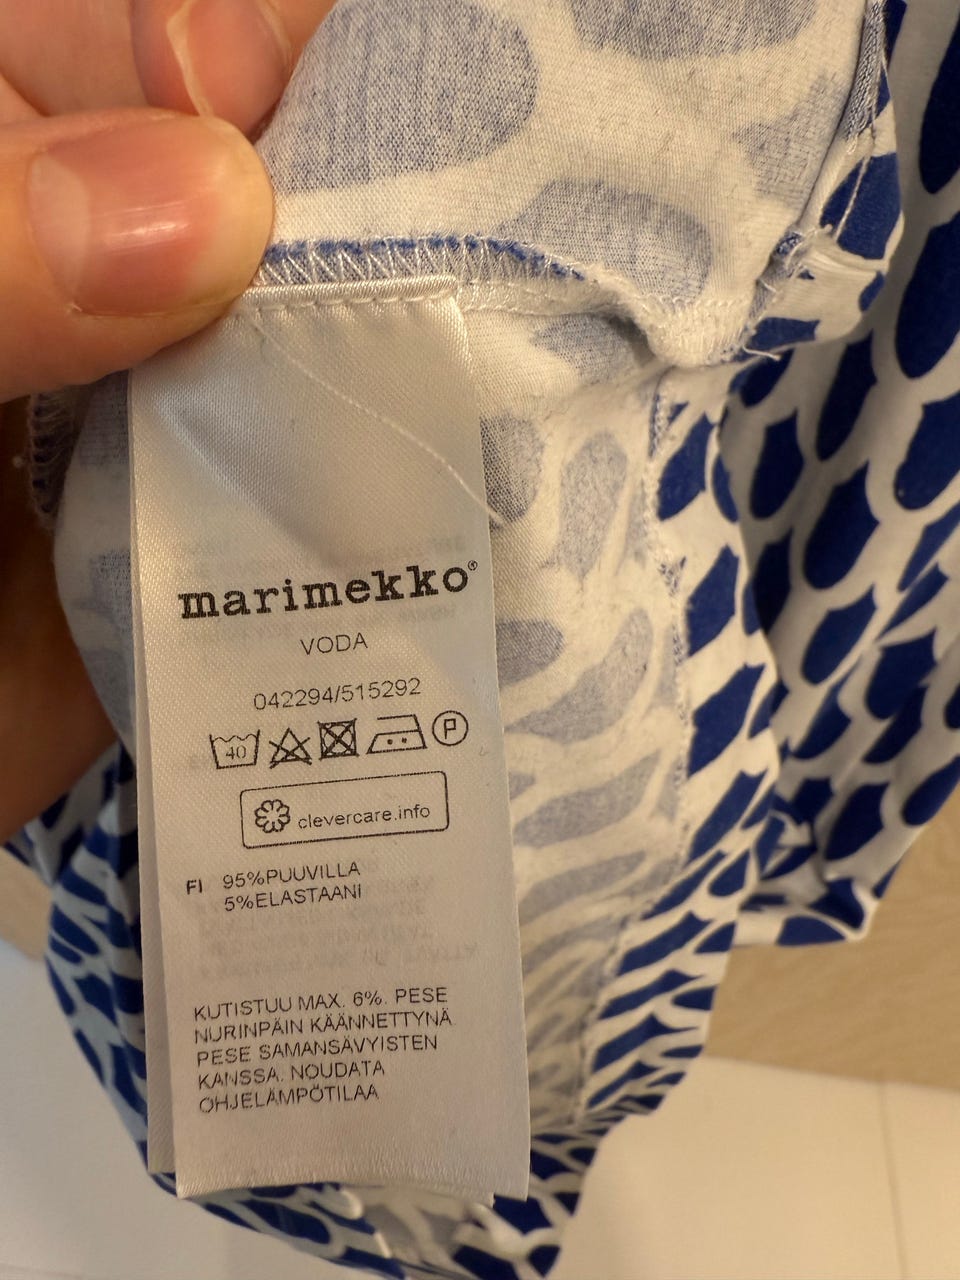 marimekko®
VODA
042294/515292
40 P
clevercare.info
FI 95%PUUVILLA
5%ELASTAANI
KUTISTUU MAX. 6%. PESE
NURINPÄIN KÄÄNNETTYNÄ
PESE SAMANSÄVYISTEN
KANSSA. NOUDATA
OHJELÄMPÖTILAA